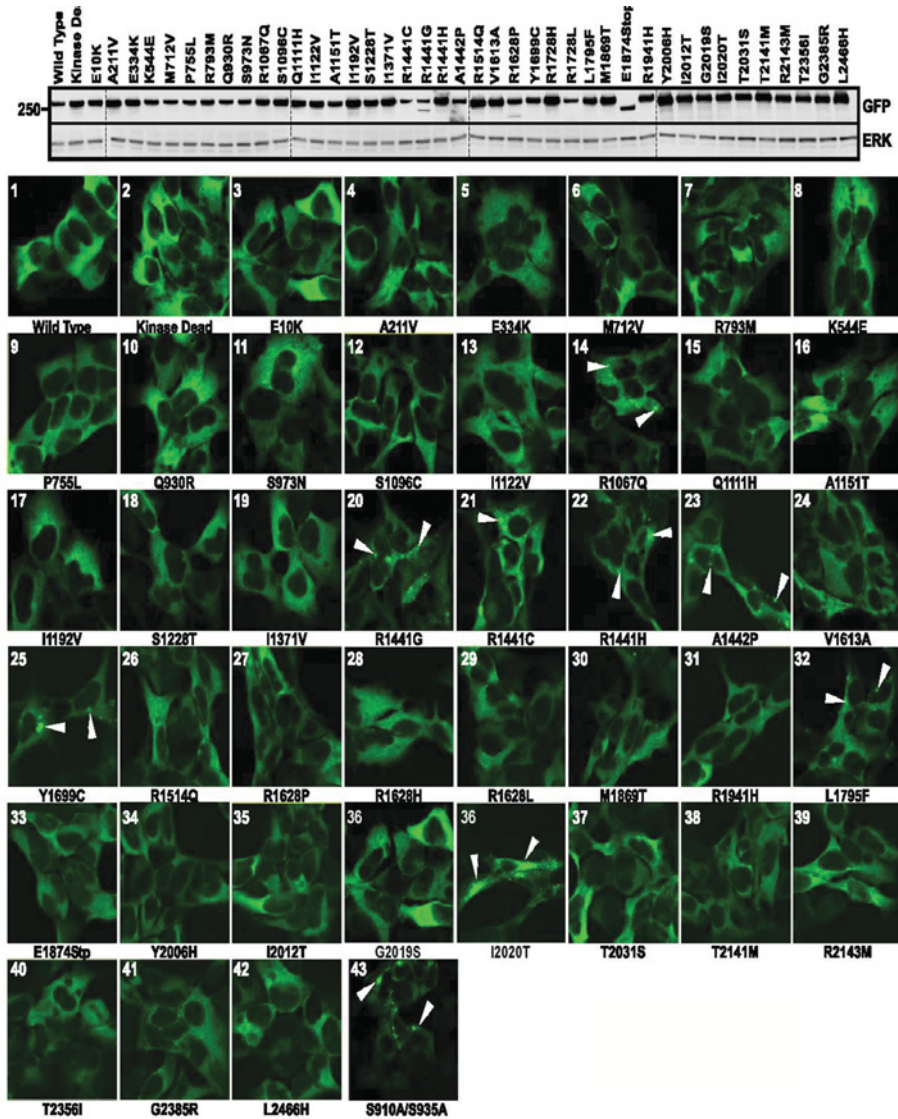 Wild Type
Kinase Dea
E10K
A211V
E334K
K544E
M712V
P755L
R793M
Q930R
S973N
R1067Q
S1096C
Q1111H
I1122V
A1151T
I1192V
S1228T
I1371V
R1441C
R1441G
R1441H
A1442P
R1514Q
V1613A
R1628P
Y1699C
R1728H
R1728L
L1795F
M1869T
E1874Stop
R1941H
Y2006H
I2012T
G2019S
I2020T
T2031S
T2141M
R2143M
T2356I
G2385R
L2466H
250
GFP
ERK
1 2 3 4 5 6 7 8
Wild Type Kinase Dead E10K A211V E334K M712V R793M K544E
9 10 11 12 13 14 15 16
P755L Q930R S973N S1096C I1122V R1067Q Q1111H A1151T
17 18 19 20 21 22 23 24
I1192V S1228T I1371V R1441G R1441C R1441H A1442P V1613A
25 26 27 28 29 30 31 32
Y1699C R1514Q R1628P R1628H R1628L M1869T R1941H L1795F
33 34 35 36 36 37 38 39
E1874Stp Y2006H I2012T G2019S I2020T T2031S T2141M R2143M
40 41 42 43
T2356I G2385R L2466H S910A/S935A